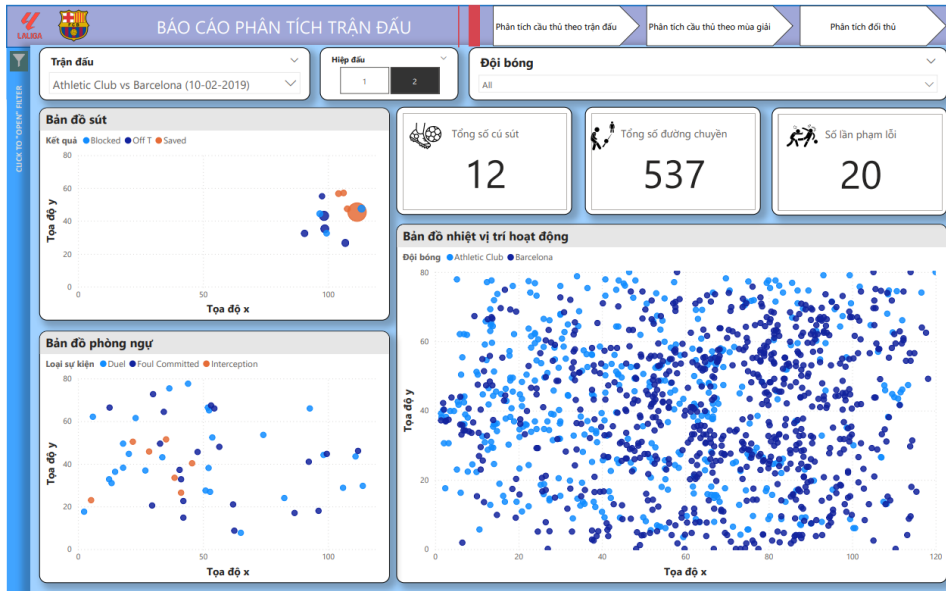 LALIGA
FCB
BÁO CÁO PHÂN TÍCH TRẬN ĐẤU
Phân tích cầu thủ theo trận đấu
Phân tích cầu thủ theo mùa giải
Phân tích đối thủ
CLICK TO "OPEN" FILTER
Trận đấu
Athletic Club vs Barcelona (10-02-2019)
Hiệp đấu
1 2
Đội bóng
All
Bản đồ sút
Kết quả Blocked Off T Saved
80
60
40
20
0
Tọa độ y
0 50 100
Tọa độ x
Tổng số cú sút
12
Tổng số đường chuyền
537
Số lần phạm lỗi
20
Bản đồ phòng ngự
Loại sự kiện Duel Foul Committed Interception
80
60
40
20
0
Tọa độ y
0 50 100
Tọa độ x
Bản đồ nhiệt vị trí hoạt động
Đội bóng Athletic Club Barcelona
80
60
40
20
0
Tọa độ y
0 20 40 60 80 100 120
Tọa độ x